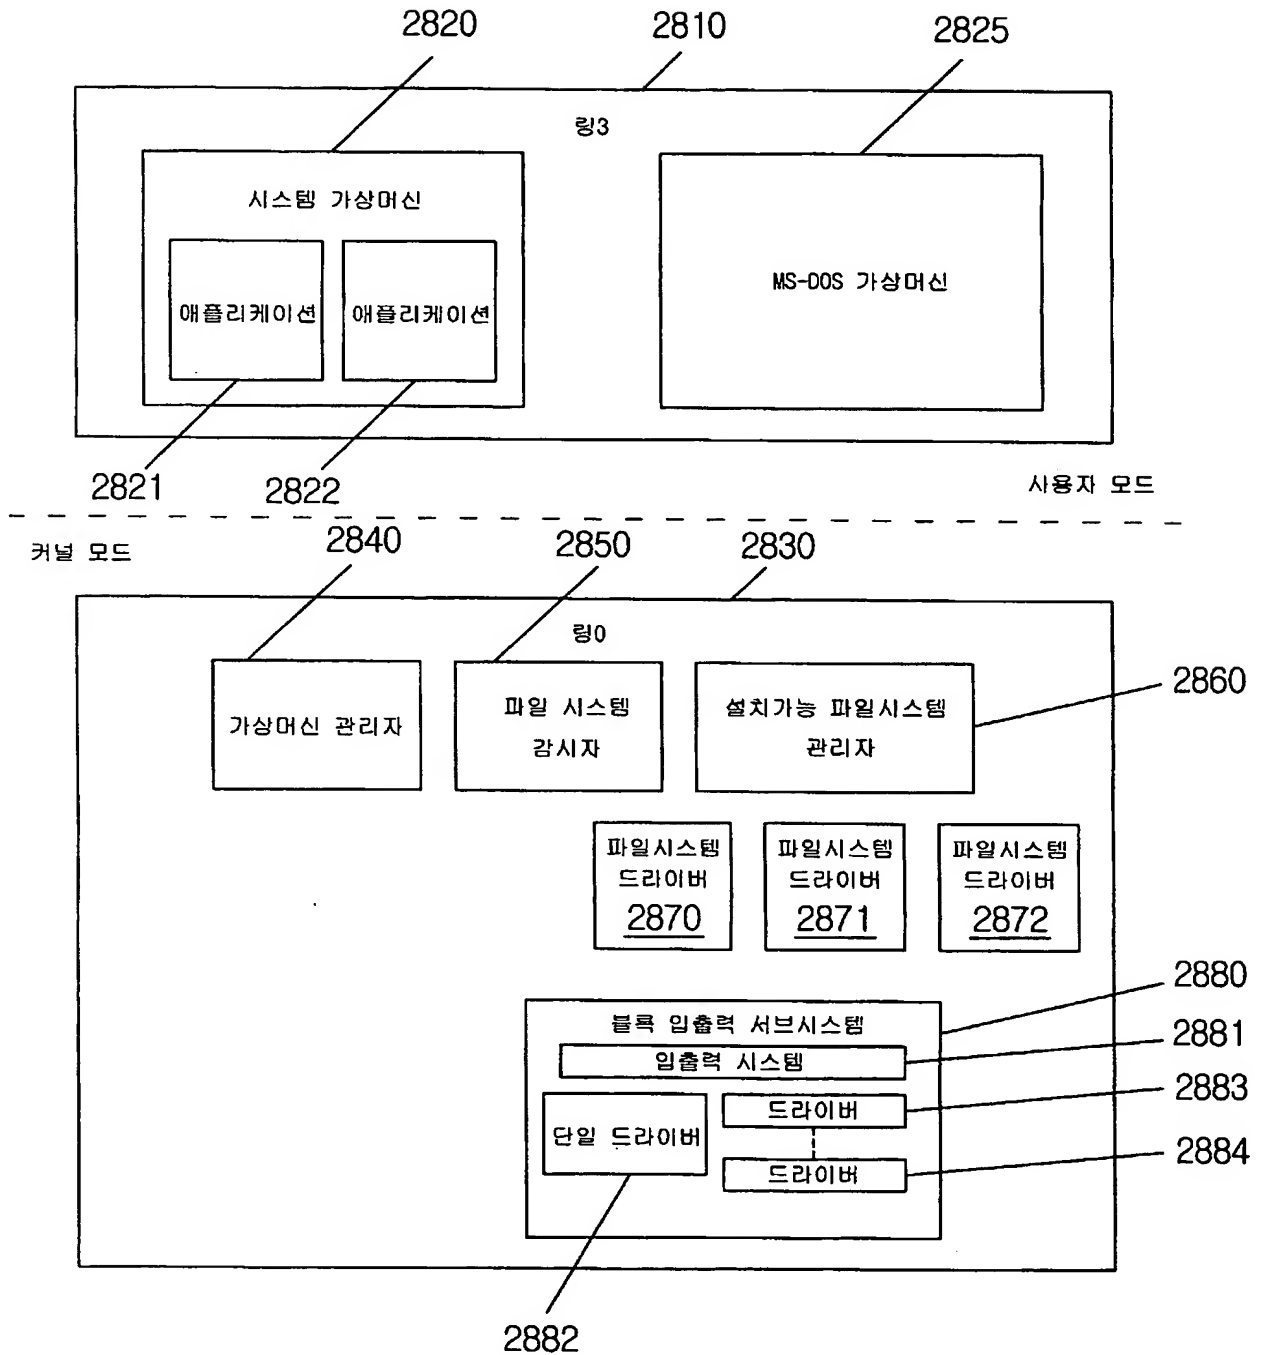 2820
2810
2825
링3
시스템 가상머신
애플리케이션
애플리케이션
MS-DOS 가상머신
2821
2822
사용자 모드
커널 모드
2840
2850
2830
링0
가상머신 관리자
파일 시스템
감시자
설치가능 파일시스템
관리자
2860
파일시스템
드라이버
2870
파일시스템
드라이버
2871
파일시스템
드라이버
2872
2880
블록 입출력 서브시스템
2881
입출력 시스템
2883
드라이버
단일 드라이버
2884
드라이버
2882